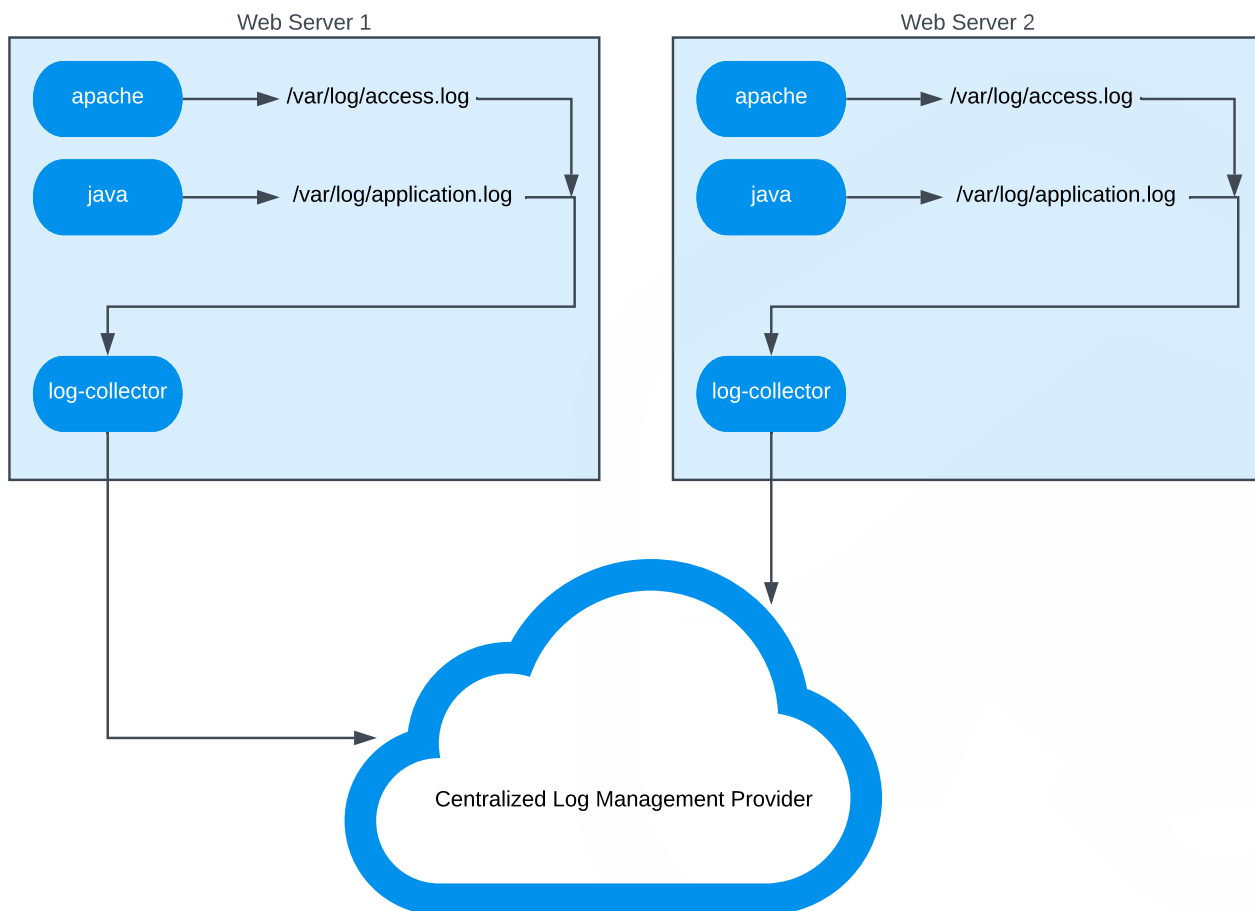 Web Server 1
apache
/var/log/access.log
java
/var/log/application.log
log-collector
Web Server 2
apache
/var/log/access.log
java
/var/log/application.log
log-collector
Centralized Log Management Provider